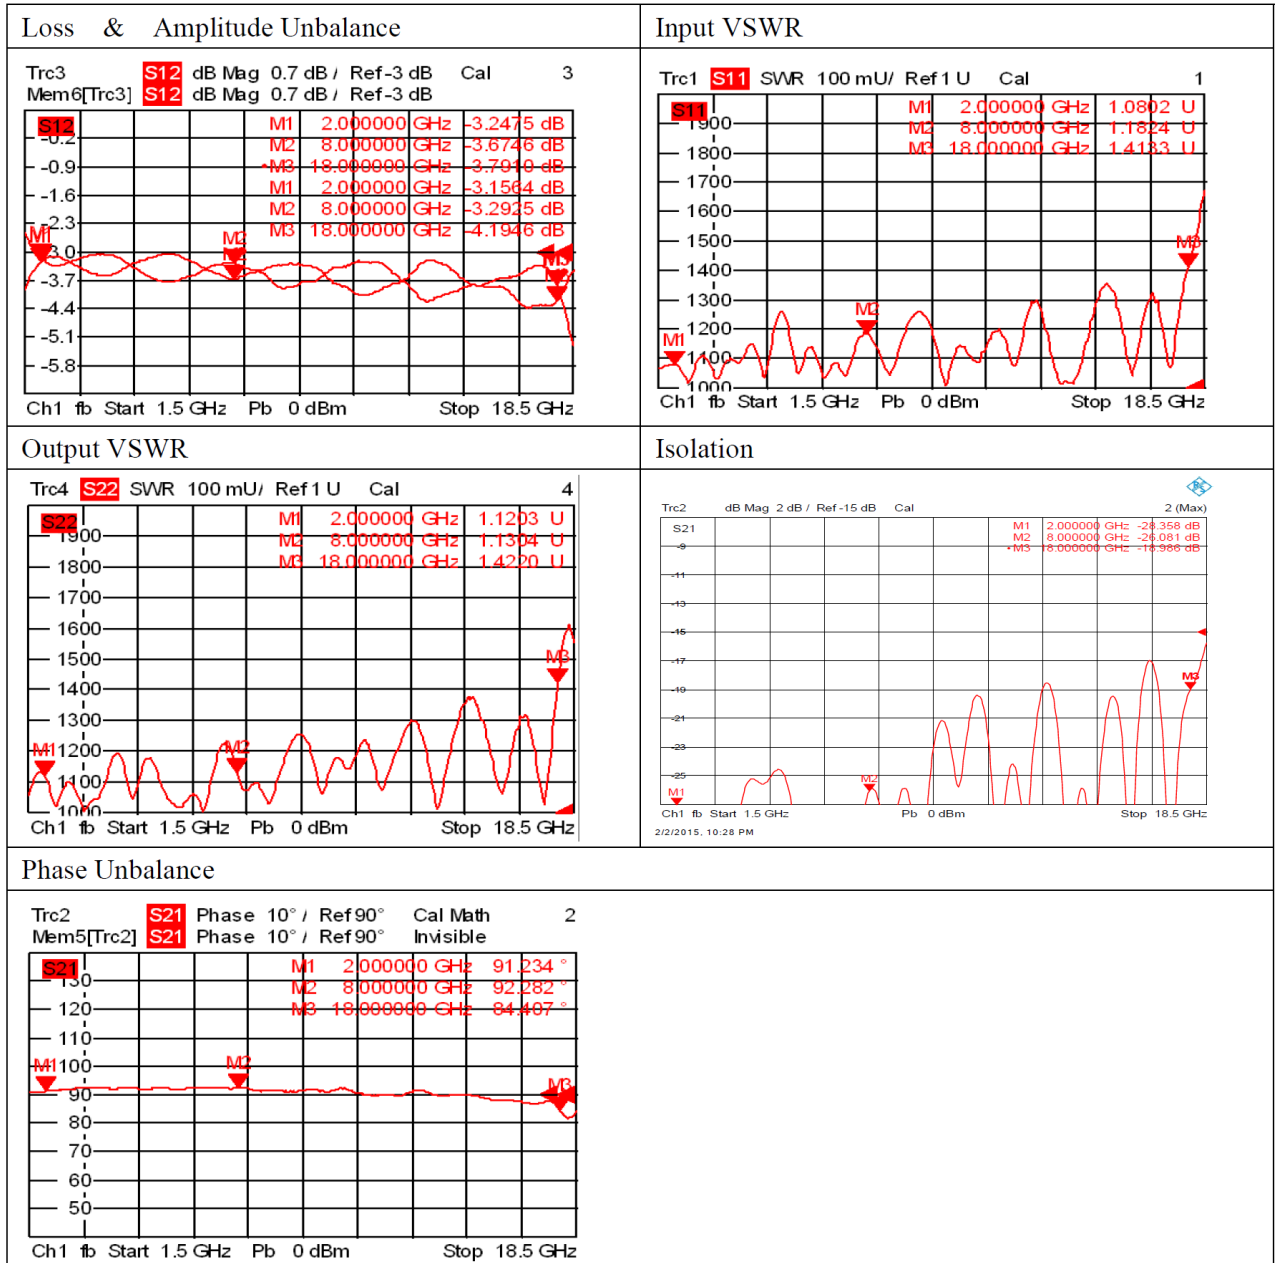 Loss & Amplitude Unbalance
Trc3 S12 dB Mag 0.7 dB / Ref -3 dB Cal 3
Mem6[Trc3] S12 dB Mag 0.7 dB / Ref -3 dB
S12
M1 2.000000 GHz -3.2475 dB
M2 8.000000 GHz -3.6746 dB
•M3 18.000000 GHz -3.7910 dB
M1 2.000000 GHz -3.1564 dB
M2 8.000000 GHz -3.2925 dB
M3 18.000000 GHz -4.1946 dB
-0.2
-0.9
-1.6
-2.3
-3.0
-3.7
-4.4
-5.1
-5.8
M1
M2
M3
Ch1 fb Start 1.5 GHz Pb 0 dBm Stop 18.5 GHz
Input VSWR
Trc1 S11 SWR 100 mU/ Ref 1 U Cal 1
S11
M1 2.000000 GHz 1.0802 U
M2 8.000000 GHz 1.1824 U
M3 18.000000 GHz 1.4133 U
1900
1800
1700
1600
1500
1400
1300
1200
1100
1000
M1
M2
M3
Ch1 fb Start 1.5 GHz Pb 0 dBm Stop 18.5 GHz
Output VSWR
Trc4 S22 SWR 100 mU/ Ref 1 U Cal 4
S22
M1 2.000000 GHz 1.1203 U
M2 8.000000 GHz 1.1304 U
M3 18.000000 GHz 1.4220 U
1900
1800
1700
1600
1500
1400
1300
1200
1100
1000
M1
M2
M3
Ch1 fb Start 1.5 GHz Pb 0 dBm Stop 18.5 GHz
Isolation
Trc2 dB Mag 2 dB / Ref -15 dB Cal 2 (Max)
S21
M1 2.000000 GHz -28.358 dB
M2 8.000000 GHz -26.081 dB
•M3 18.000000 GHz -18.986 dB
-9
-11
-13
-15
-17
-19
-21
-23
-25
M1
M2
M3
Ch1 fb Start 1.5 GHz Pb 0 dBm Stop 18.5 GHz
2/2/2015, 10:28 PM
Phase Unbalance
Trc2 S21 Phase 10° / Ref 90° Cal Math 2
Mem5[Trc2] S21 Phase 10° / Ref 90° Invisible
S21
M1 2.000000 GHz 91.234 °
M2 8.000000 GHz 92.282 °
M3 18.000000 GHz 84.407 °
130
120
110
100
90
80
70
60
50
M1
M2
M3
Ch1 fb Start 1.5 GHz Pb 0 dBm Stop 18.5 GHz